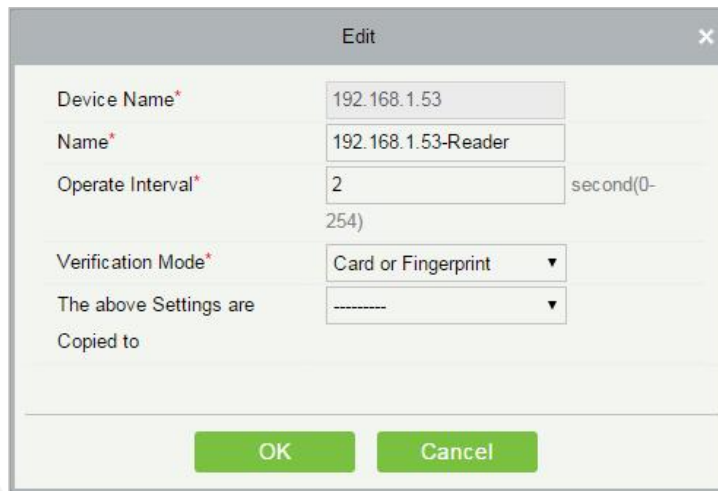 Edit ×
Device Name* 192.168.1.53
Name* 192.168.1.53-Reader
Operate Interval* 2 second(0-
254)
Verification Mode* Card or Fingerprint
The above Settings are ---------
Copied to
OK Cancel